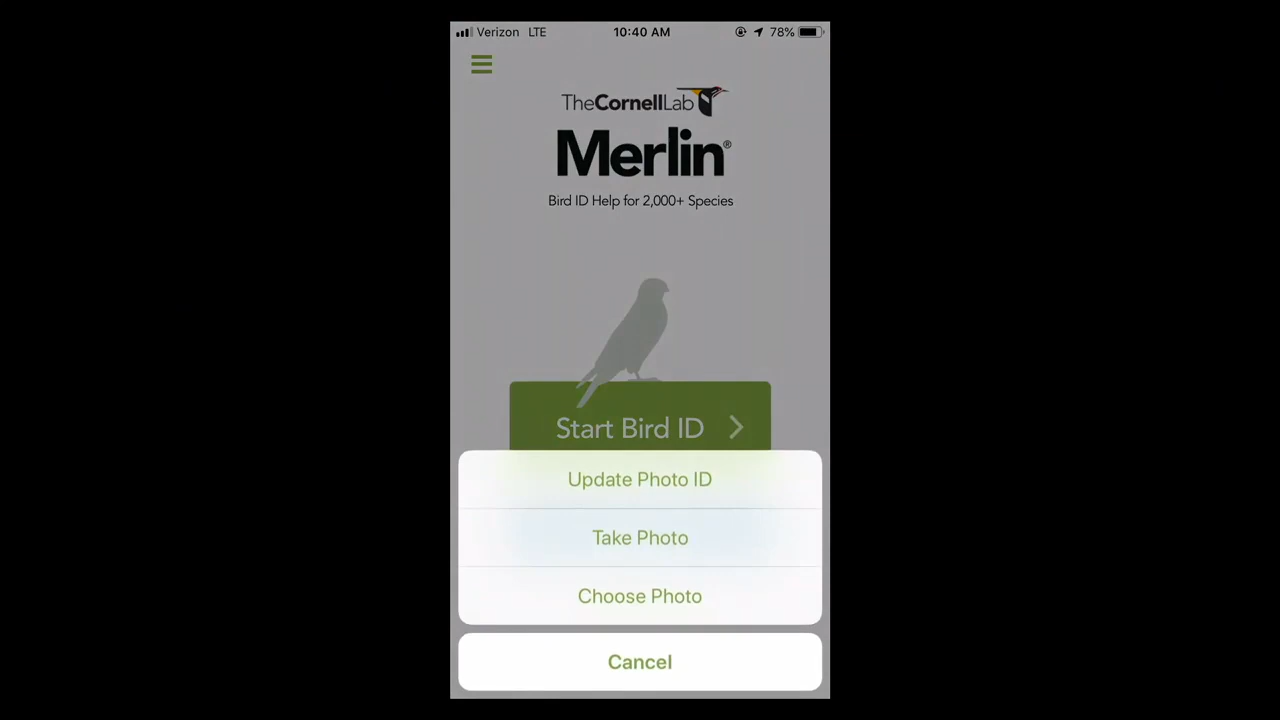 Verizon LTE 10:40 AM 78%
TheCornellLab
Merlin®
Bird ID Help for 2,000+ Species
Start Bird ID
Update Photo ID
Take Photo
Choose Photo
Cancel